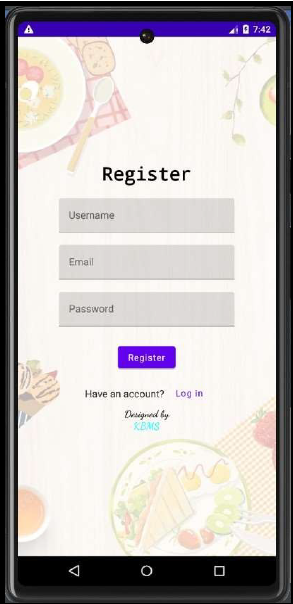 7:42
Register
Username
Email
Password
Register
Have an account? Log in
Designed by
KBMS